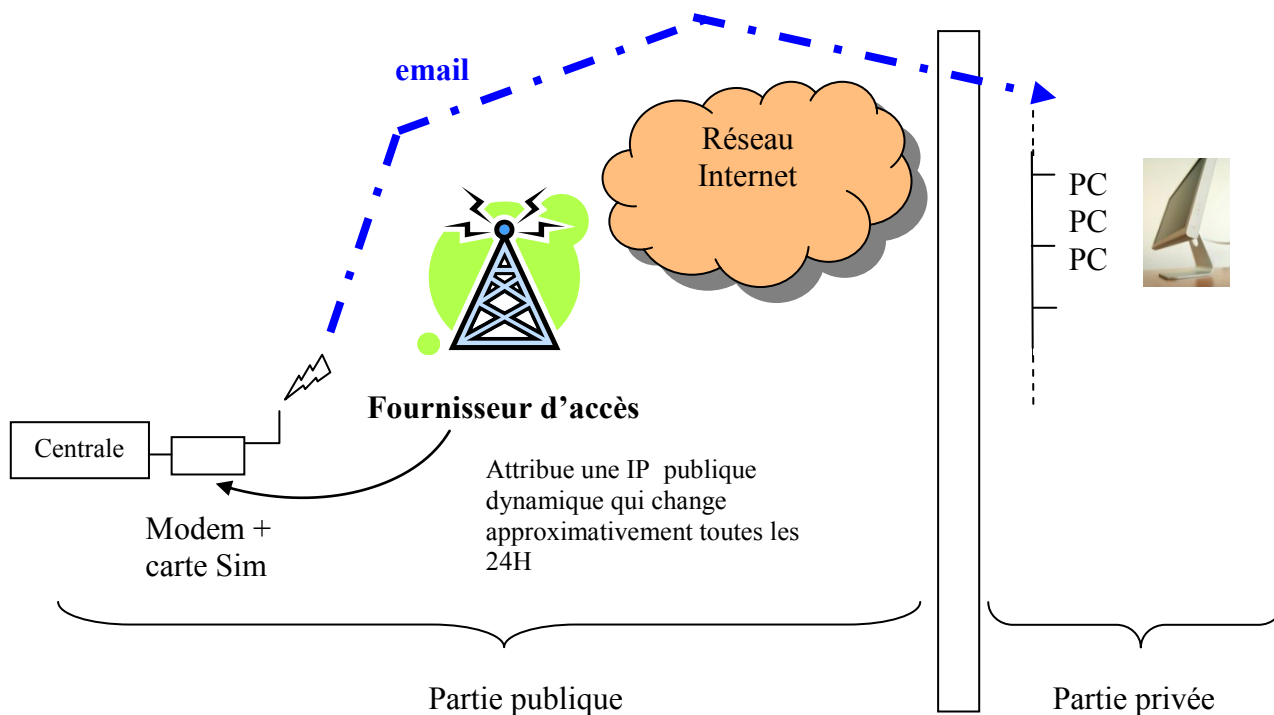 email
Réseau
Internet
PC
PC
PC
Fournisseur d'accès
Centrale
Attribue une IP publique
dynamique qui change
approximativement toutes les
24H
Modem +
carte Sim
Partie publique
Partie privée